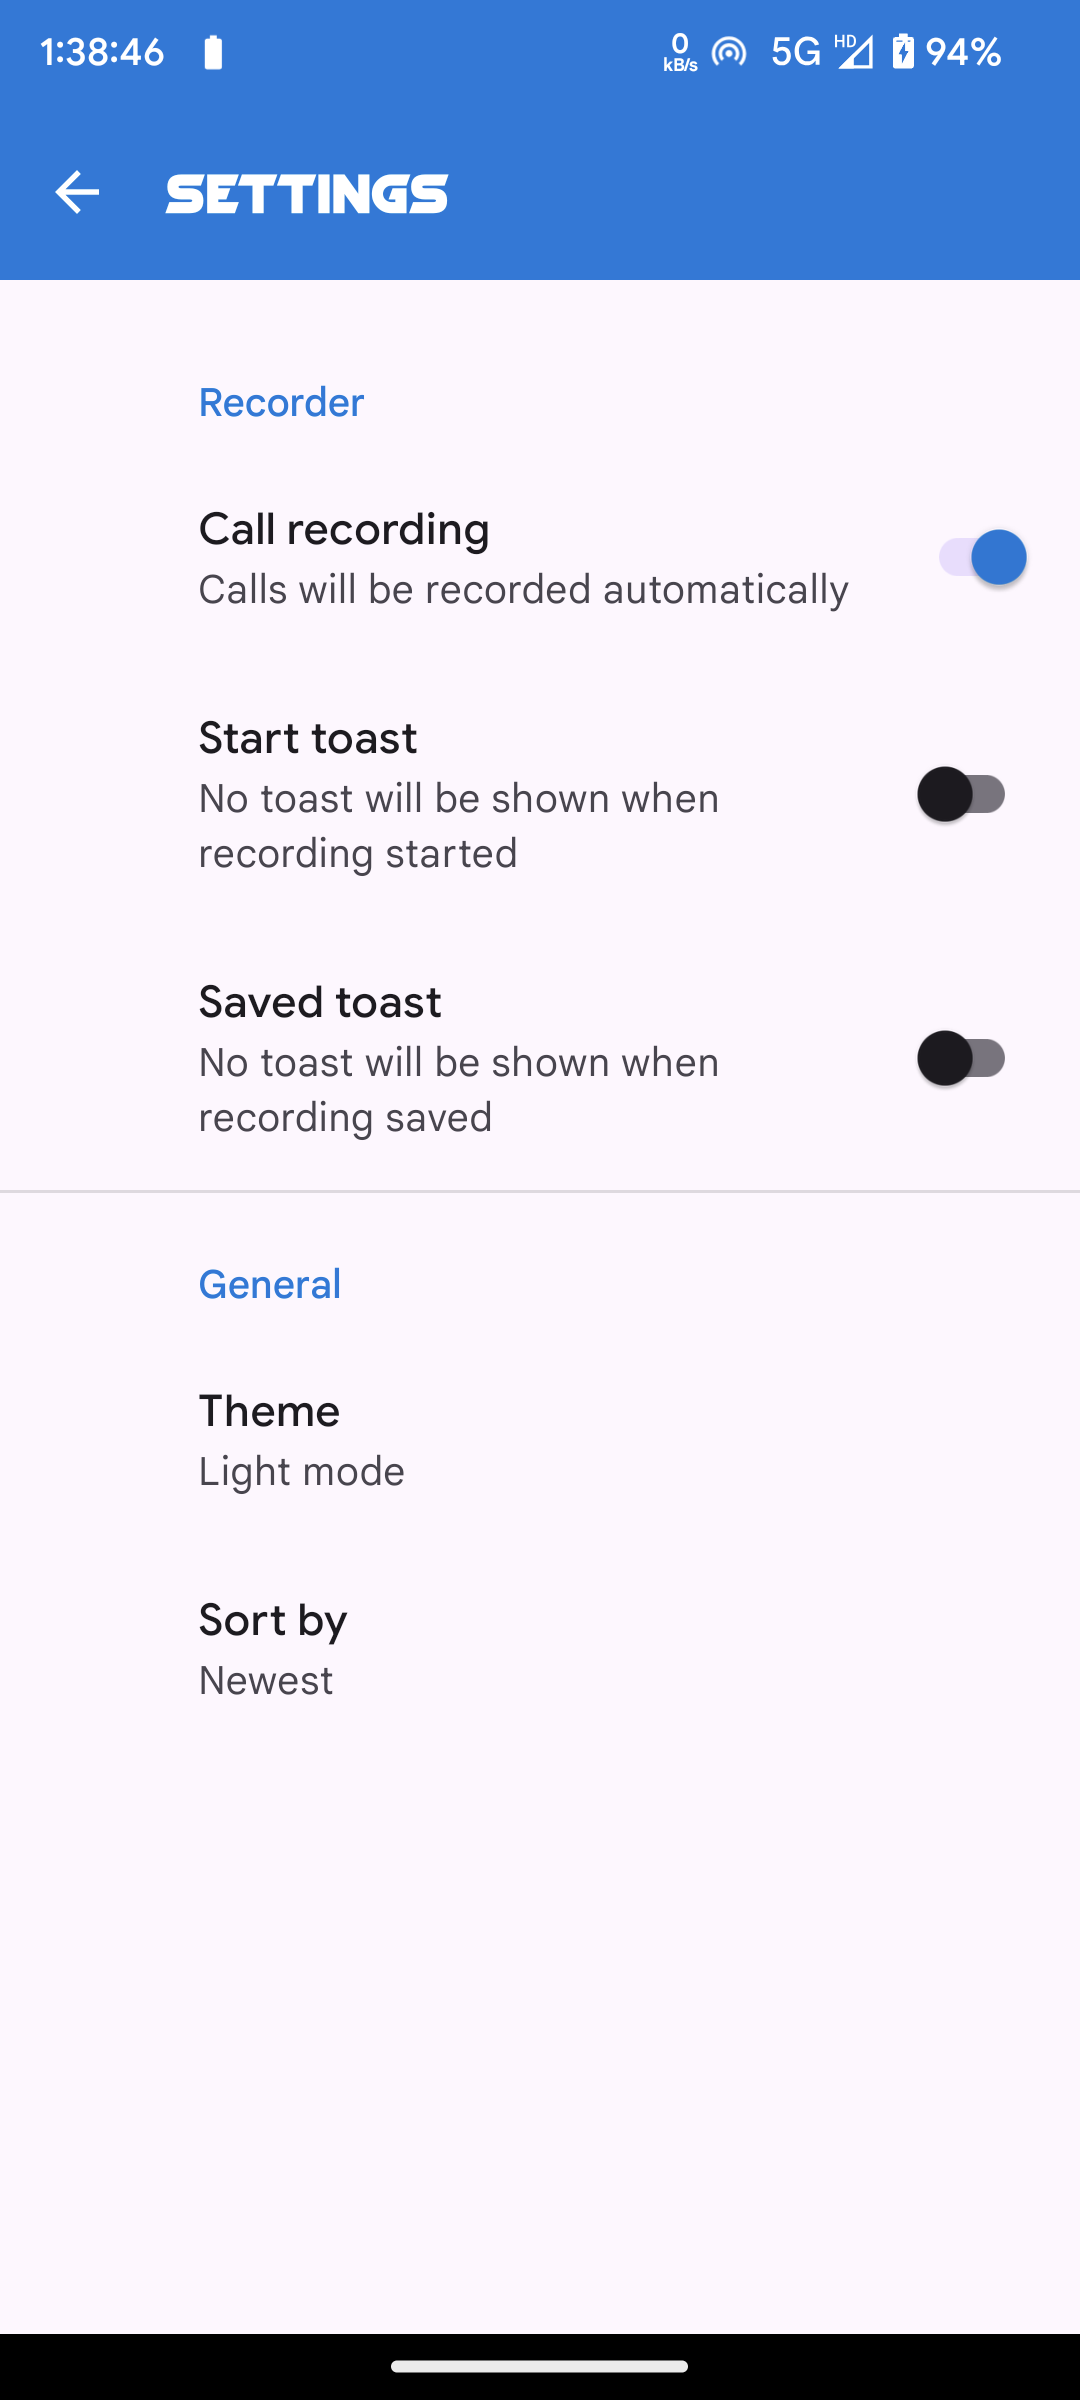 1:38:46
0 kB/s 5G HD 94%
SETTINGS
Recorder
Call recording
Calls will be recorded automatically
Start toast
No toast will be shown when
recording started
Saved toast
No toast will be shown when
recording saved
General
Theme
Light mode
Sort by
Newest